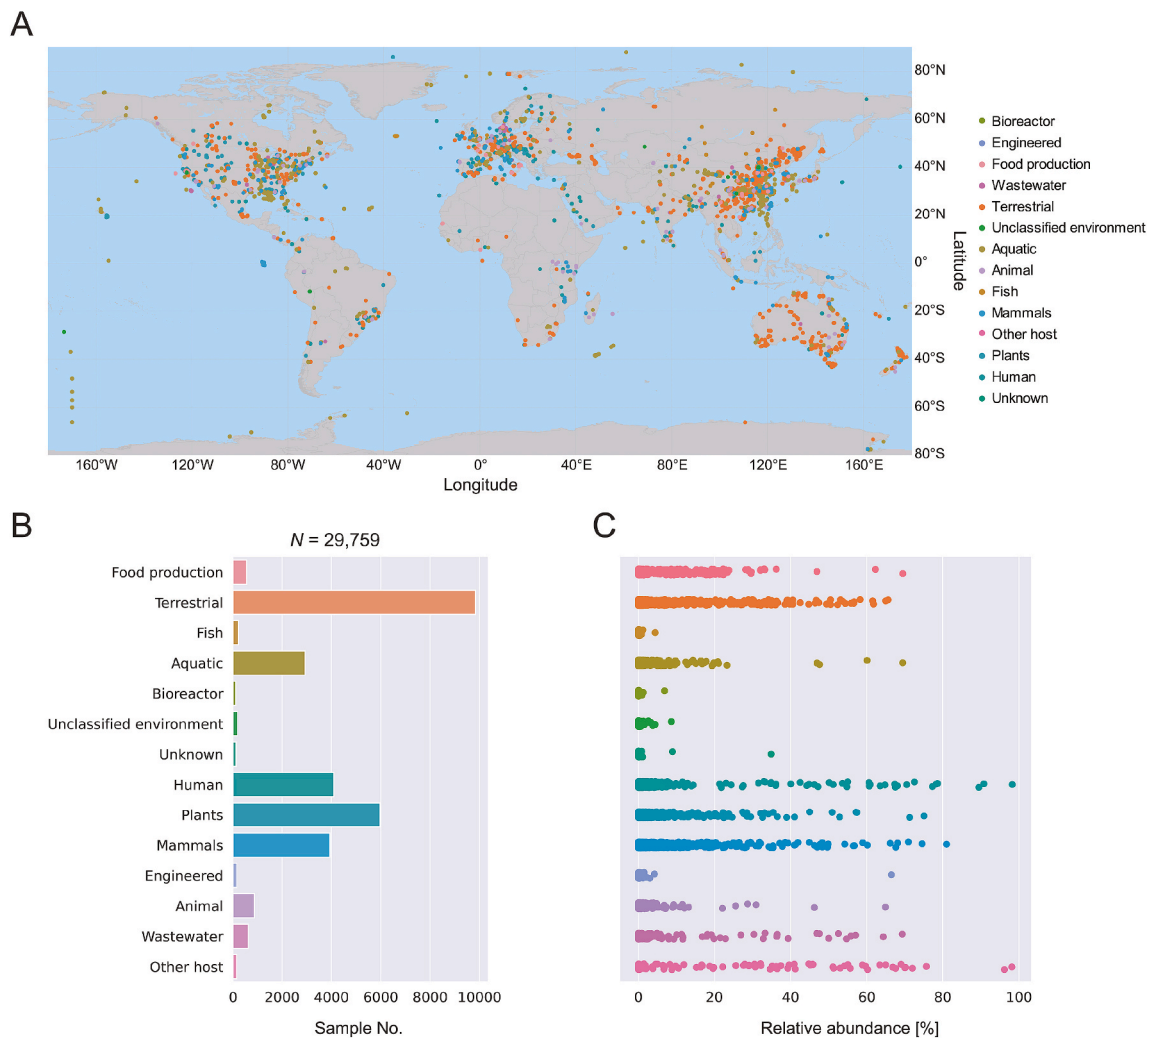 A
80°N
60°N
40°N
20°N
0°
20°S
40°S
60°S
80°S
Latitude
160°W 120°W 80°W 40°W 0° 40°E 80°E 120°E 160°E
Longitude
Bioreactor
Engineered
Food production
Wastewater
Terrestrial
Unclassified environment
Aquatic
Animal
Fish
Mammals
Other host
Plants
Human
Unknown
B
N = 29,759
Food production
Terrestrial
Fish
Aquatic
Bioreactor
Unclassified environment
Unknown
Human
Plants
Mammals
Engineered
Animal
Wastewater
Other host
0 2000 4000 6000 8000 10000
Sample No.
C
0 20 40 60 80 100
Relative abundance [%]